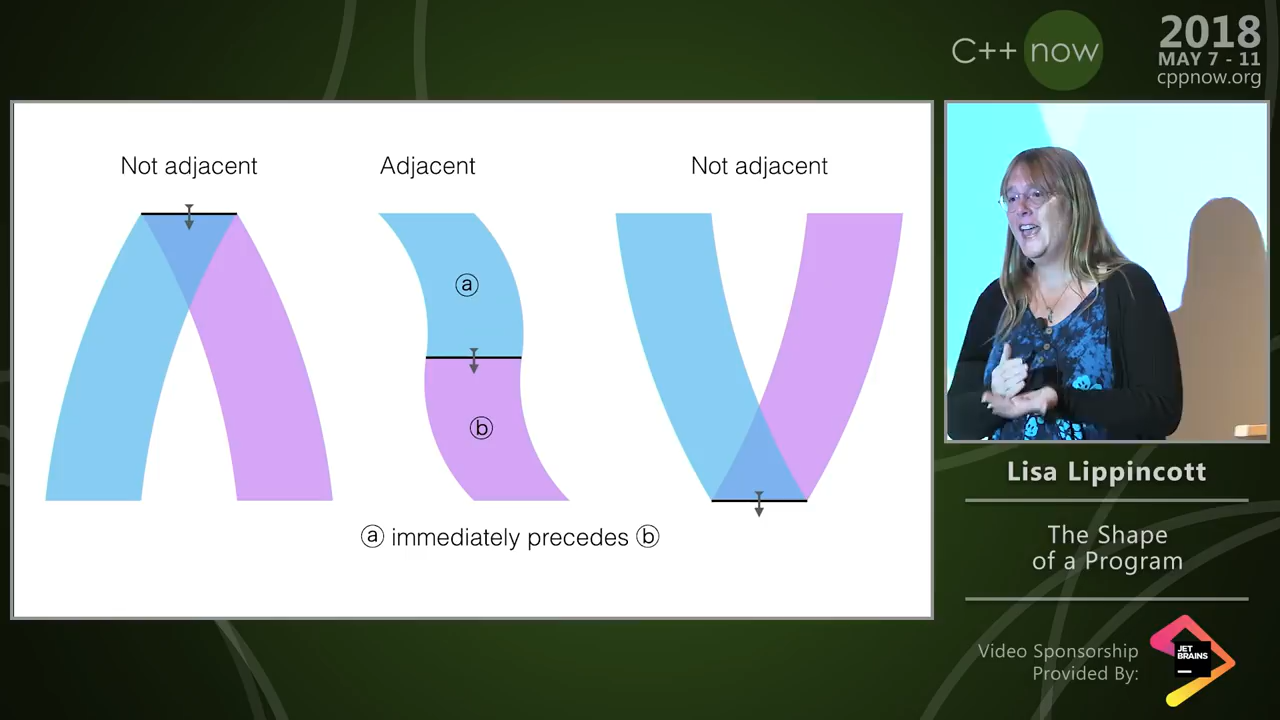 C++ now
2018
MAY 7 - 11
cppnow.org
Not adjacent
Adjacent
Not adjacent
ⓐ
ⓑ
ⓐ immediately precedes ⓑ
Lisa Lippincott
The Shape
of a Program
Video Sponsorship
Provided By:
JET
BRAINS